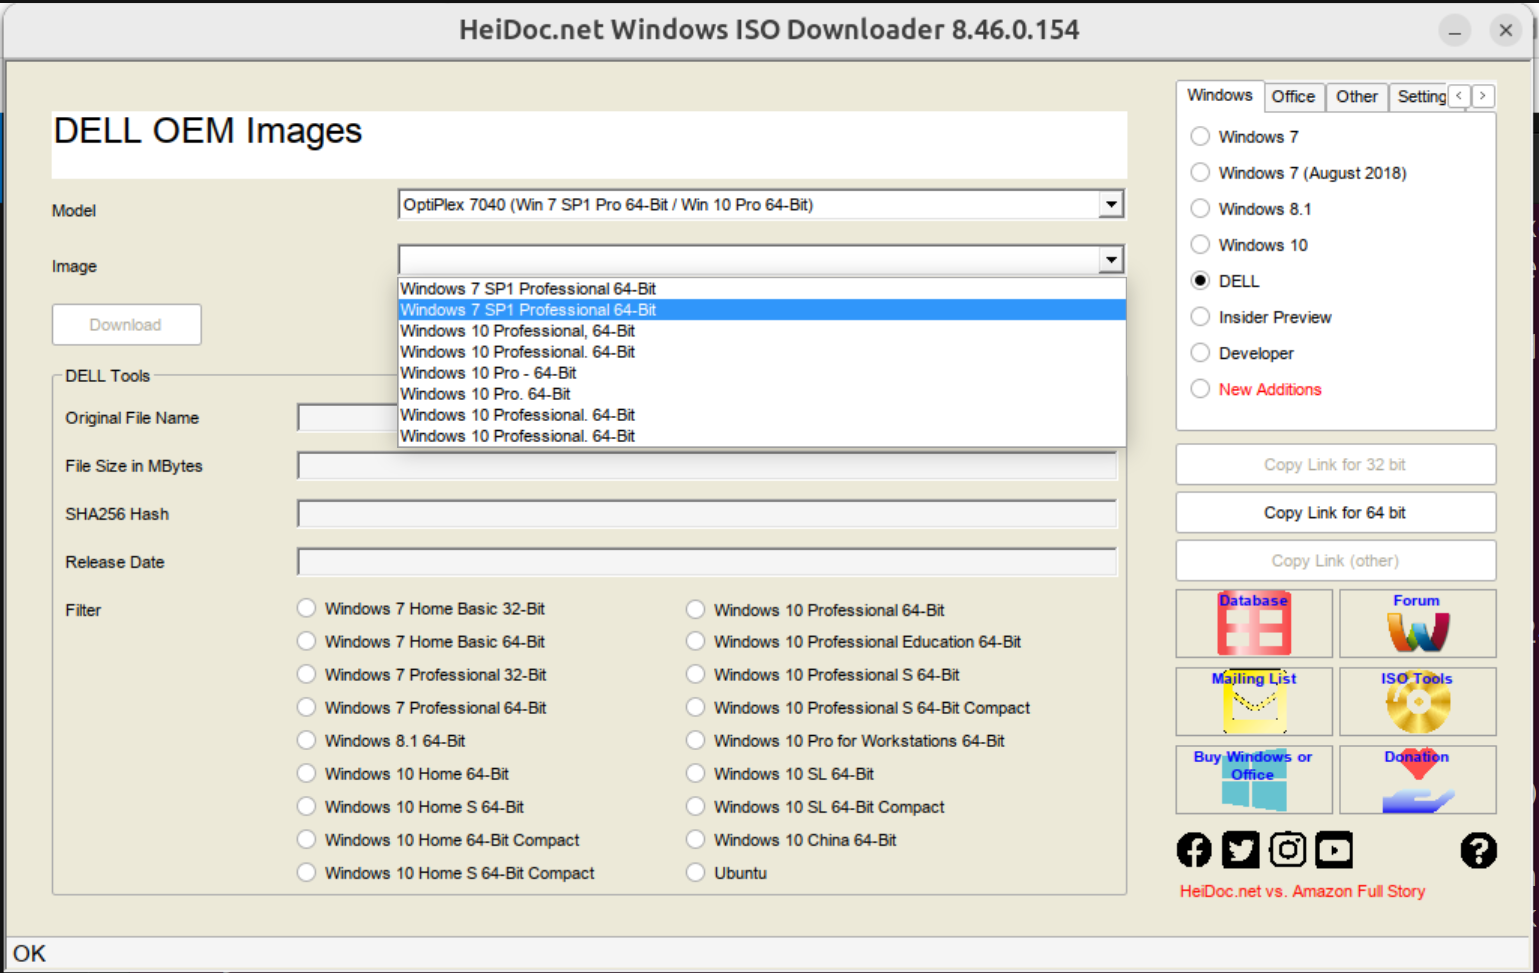 HeiDoc.net Windows ISO Downloader 8.46.0.154
DELL OEM Images
Model
OptiPlex 7040 (Win 7 SP1 Pro 64-Bit / Win 10 Pro 64-Bit)
Image
Windows 7 SP1 Professional 64-Bit
Windows 7 SP1 Professional 64-Bit
Windows 10 Professional, 64-Bit
Windows 10 Professional. 64-Bit
Windows 10 Pro - 64-Bit
Windows 10 Pro. 64-Bit
Windows 10 Professional. 64-Bit
Windows 10 Professional. 64-Bit
Download
DELL Tools
Original File Name
File Size in MBytes
SHA256 Hash
Release Date
Filter
Windows 7 Home Basic 32-Bit
Windows 7 Home Basic 64-Bit
Windows 7 Professional 32-Bit
Windows 7 Professional 64-Bit
Windows 8.1 64-Bit
Windows 10 Home 64-Bit
Windows 10 Home S 64-Bit
Windows 10 Home 64-Bit Compact
Windows 10 Home S 64-Bit Compact
Windows 10 Professional 64-Bit
Windows 10 Professional Education 64-Bit
Windows 10 Professional S 64-Bit
Windows 10 Professional S 64-Bit Compact
Windows 10 Pro for Workstations 64-Bit
Windows 10 SL 64-Bit
Windows 10 SL 64-Bit Compact
Windows 10 China 64-Bit
Ubuntu
Windows Office Other Setting
Windows 7
Windows 7 (August 2018)
Windows 8.1
Windows 10
DELL
Insider Preview
Developer
New Additions
Copy Link for 32 bit
Copy Link for 64 bit
Copy Link (other)
Database
Forum
Mailing List
ISO Tools
Buy Windows or
Office
Donation
HeiDoc.net vs. Amazon Full Story
OK